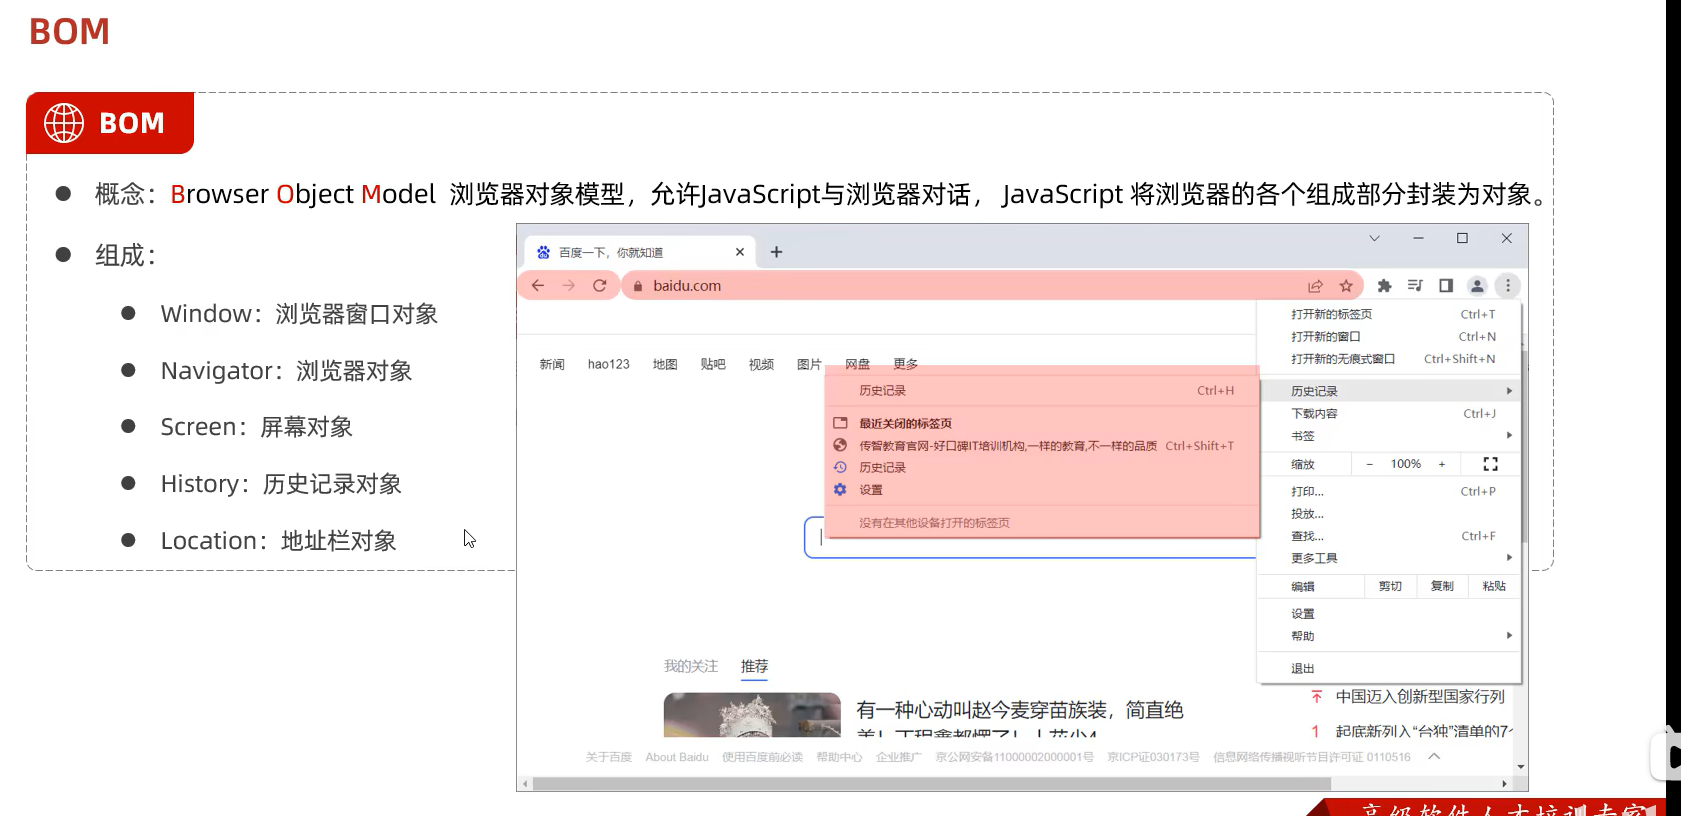 BOM
BOM
概念：Browser Object Model 浏览器对象模型，允许JavaScript与浏览器对话， JavaScript 将浏览器的各个组成部分封装为对象。
组成：
Window：浏览器窗口对象
Navigator：浏览器对象
Screen：屏幕对象
History：历史记录对象
Location：地址栏对象
百度一下，你就知道
baidu.com
新闻 hao123 地图 贴吧 视频 图片 网盘 更多
打开新的标签页 Ctrl+T
打开新的窗口 Ctrl+N
打开新的无痕式窗口 Ctrl+Shift+N
历史记录
下载内容 Ctrl+J
书签
缩放 − 100% +
打印... Ctrl+P
投放...
查找... Ctrl+F
更多工具
编辑 剪切 复制 粘贴
设置
帮助
退出
历史记录 Ctrl+H
最近关闭的标签页
传智教育官网-好口碑IT培训机构,一样的教育,不一样的品质 Ctrl+Shift+T
历史记录
设置
没有在其他设备打开的标签页
我的关注 推荐
有一种心动叫赵今麦穿苗族装，简直绝
中国迈入创新型国家行列
1 起底新列入“台独”清单的7
关于百度 About Baidu 使用百度前必读 帮助中心 企业推广 京公网安备11000002000001号 京ICP证030173号 信息网络传播视听节目许可证 0110516
高级软件人才培训专家